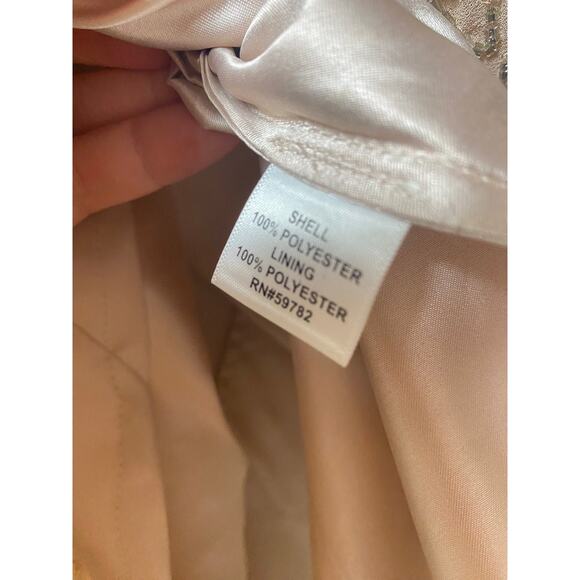 SHELL
100% POLYESTER
LINING
100% POLYESTER
RN#59782